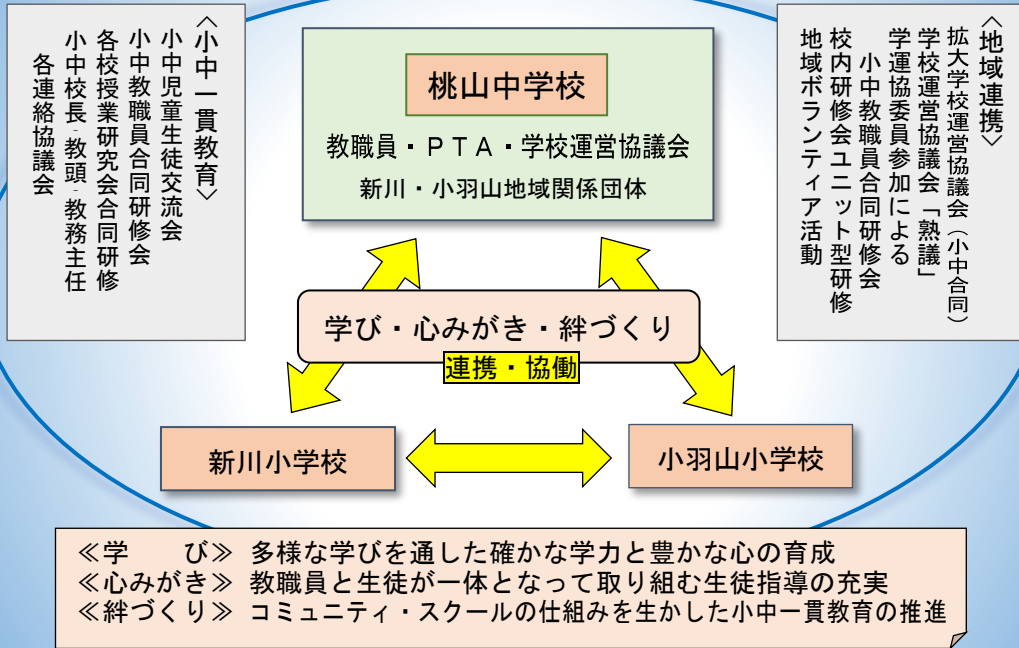 〈小中一貫教育〉
小中児童生徒交流会
小中教職員合同研修会
各校授業研究会合同研修
小中校長・教頭・教務主任
各連絡協議会
桃山中学校
教職員・ＰＴＡ・学校運営協議会
新川・小羽山地域関係団体
〈地域連携〉
拡大学校運営協議会（小中合同）
学校運営協議会「熟議」
学運協委員参加による
小中教職員合同研修会
校内研修会ユニット型研修
地域ボランティア活動
学び・心みがき・絆づくり
連携・協働
新川小学校
小羽山小学校
≪学　　び≫ 多様な学びを通した確かな学力と豊かな心の育成
≪心みがき≫ 教職員と生徒が一体となって取り組む生徒指導の充実
≪絆づくり≫ コミュニティ・スクールの仕組みを生かした小中一貫教育の推進